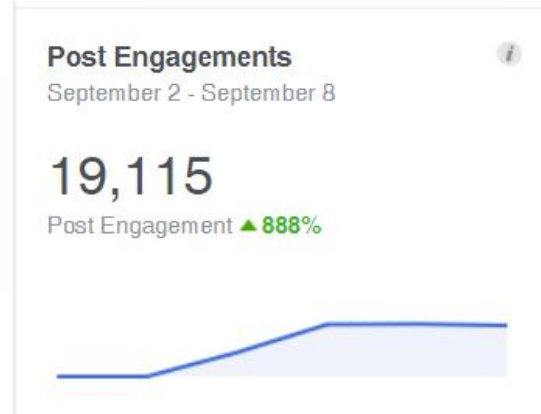 Post Engagements
i
September 2 - September 8
19,115
Post Engagement ▲ 888%